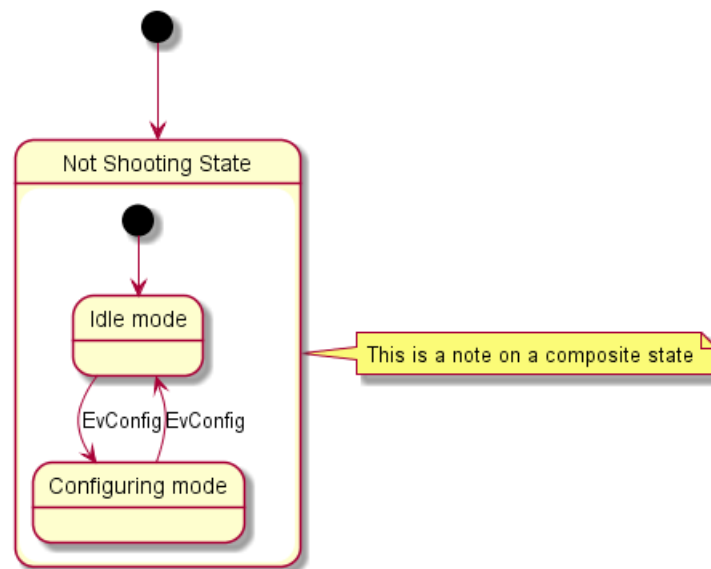 Not Shooting State
Idle mode
This is a note on a composite state
EvConfig EvConfig
Configuring mode